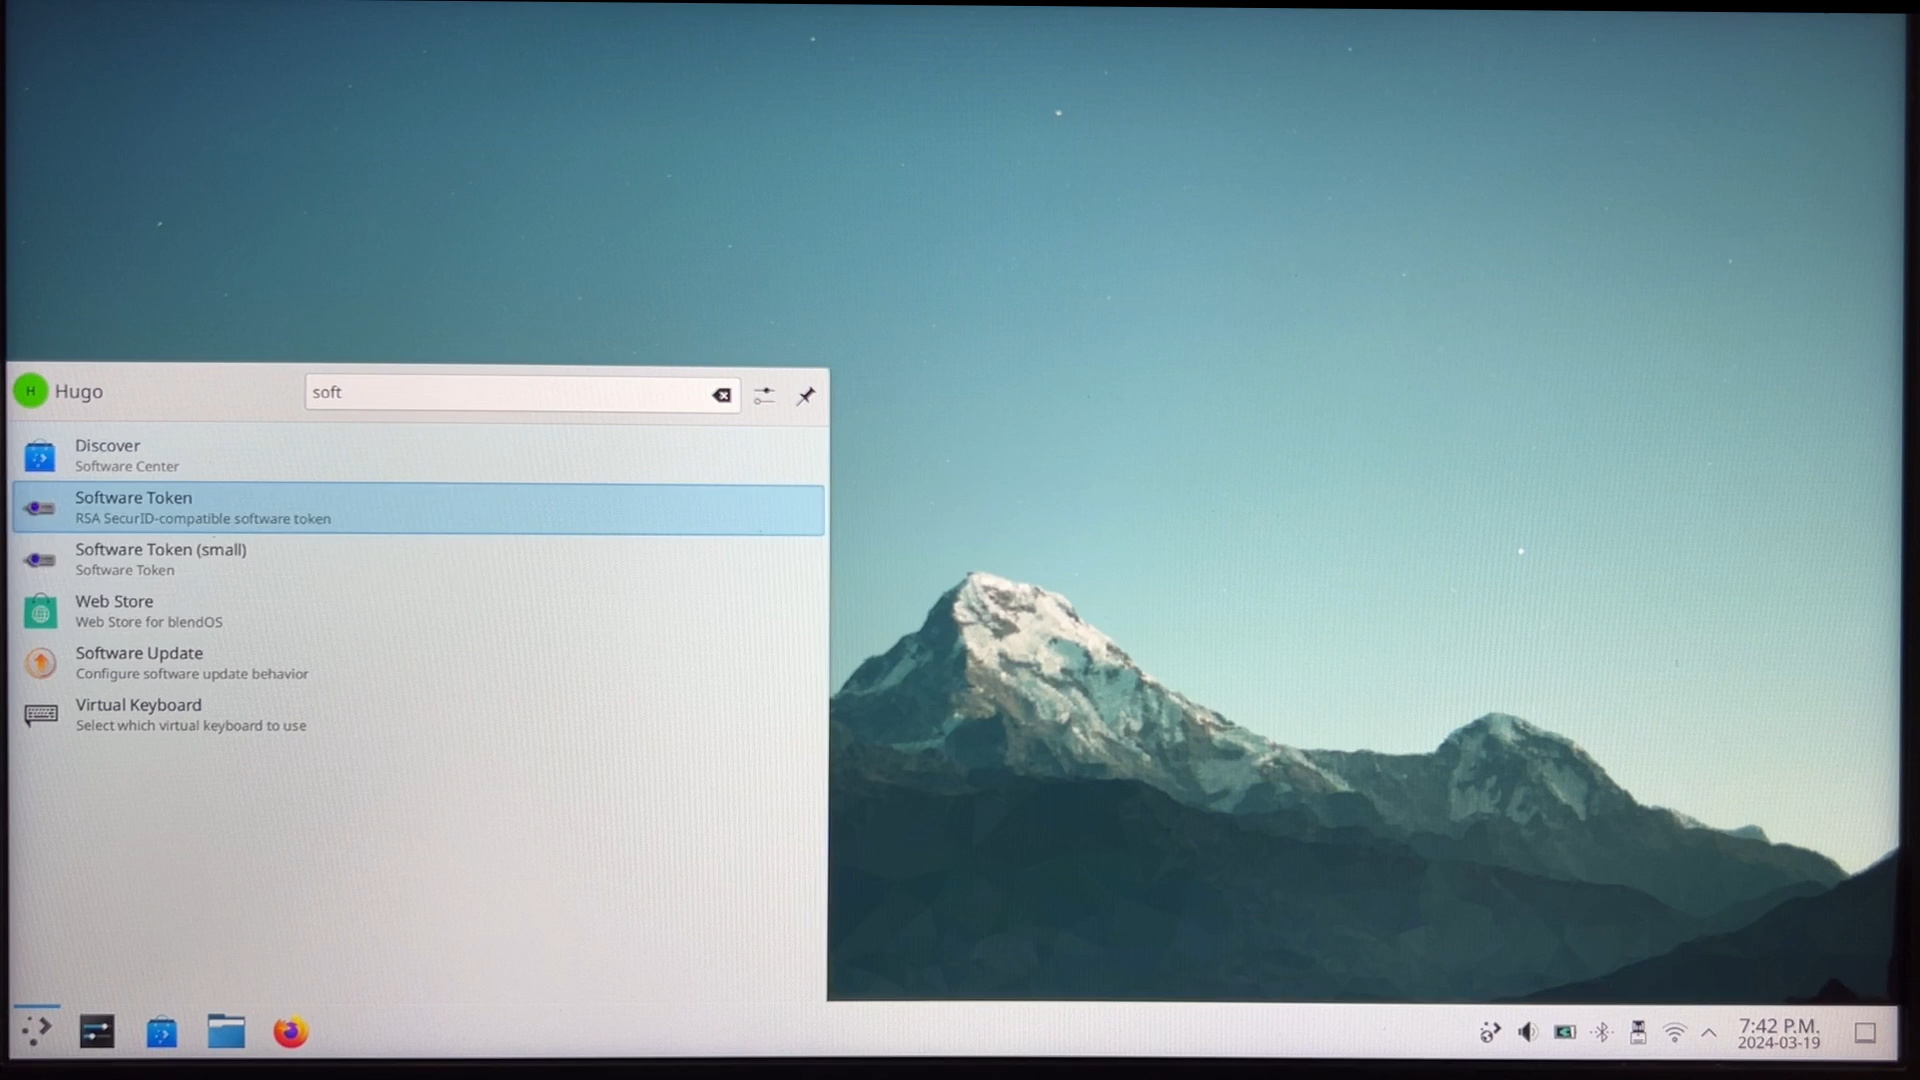 H
Hugo
soft
Discover
Software Center
Software Token
RSA SecurID-compatible software token
Software Token (small)
Software Token
Web Store
Web Store for blendOS
Software Update
Configure software update behavior
Virtual Keyboard
Select which virtual keyboard to use
7:42 P.M.
2024-03-19